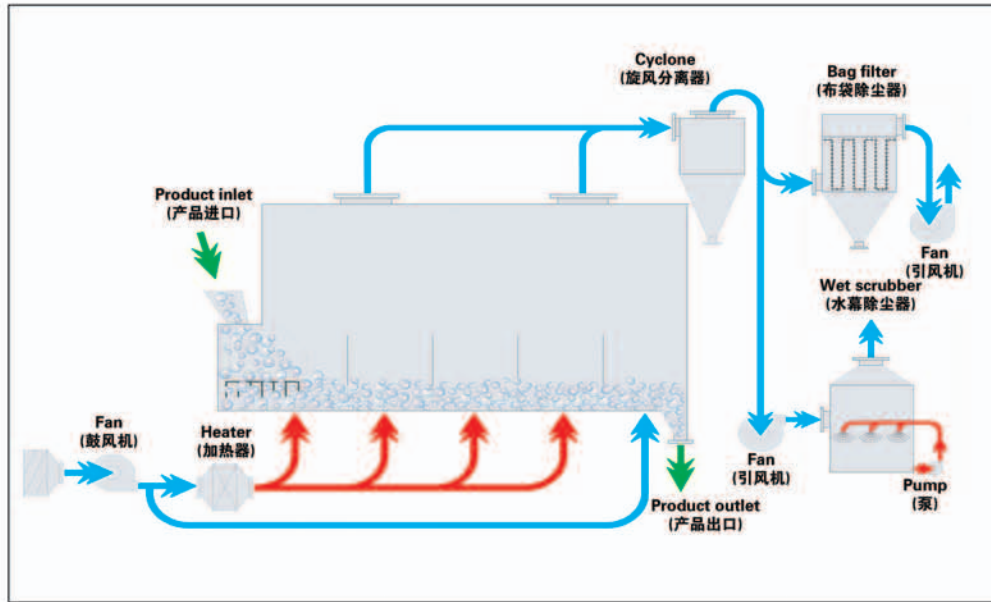 Cyclone
(旋风分离器)
Bag filter
(布袋除尘器)
Product inlet
(产品进口)
Fan
(引风机)
Wet scrubber
(水幕除尘器)
Fan
(鼓风机)
Heater
(加热器)
Fan
(引风机)
Pump
(泵)
Product outlet
(产品出口)